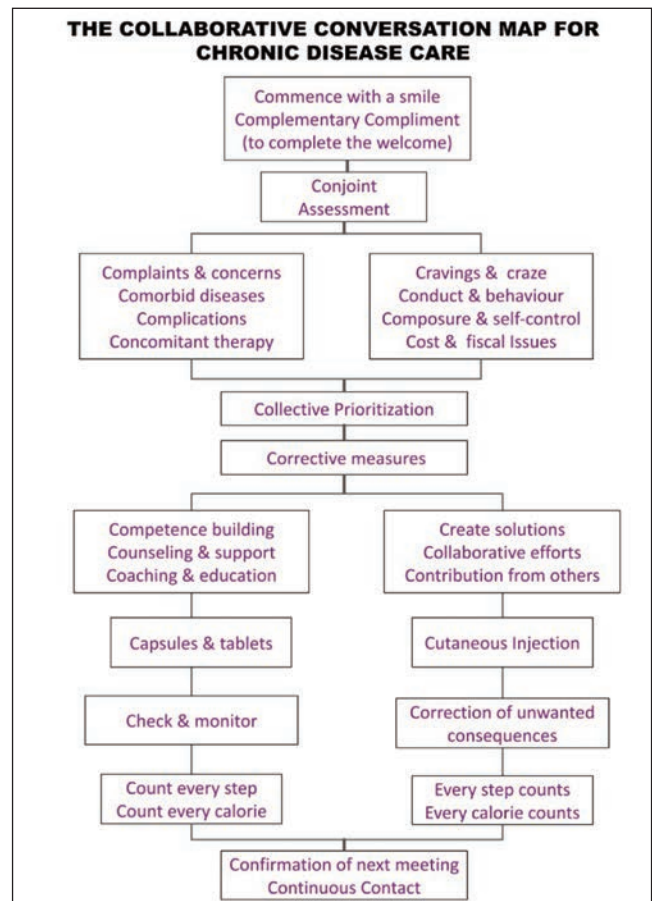 THE COLLABORATIVE CONVERSATION MAP FOR
CHRONIC DISEASE CARE
Commence with a smile
Complementary Compliment
(to complete the welcome)
Conjoint
Assessment
Complaints & concerns
Comorbid diseases
Complications
Concomitant therapy
Cravings & craze
Conduct & behaviour
Composure & self-control
Cost & fiscal Issues
Collective Prioritization
Corrective measures
Competence building
Counseling & support
Coaching & education
Create solutions
Collaborative efforts
Contribution from others
Capsules & tablets
Cutaneous Injection
Check & monitor
Correction of unwanted
consequences
Count every step
Count every calorie
Every step counts
Every calorie counts
Confirmation of next meeting
Continuous Contact